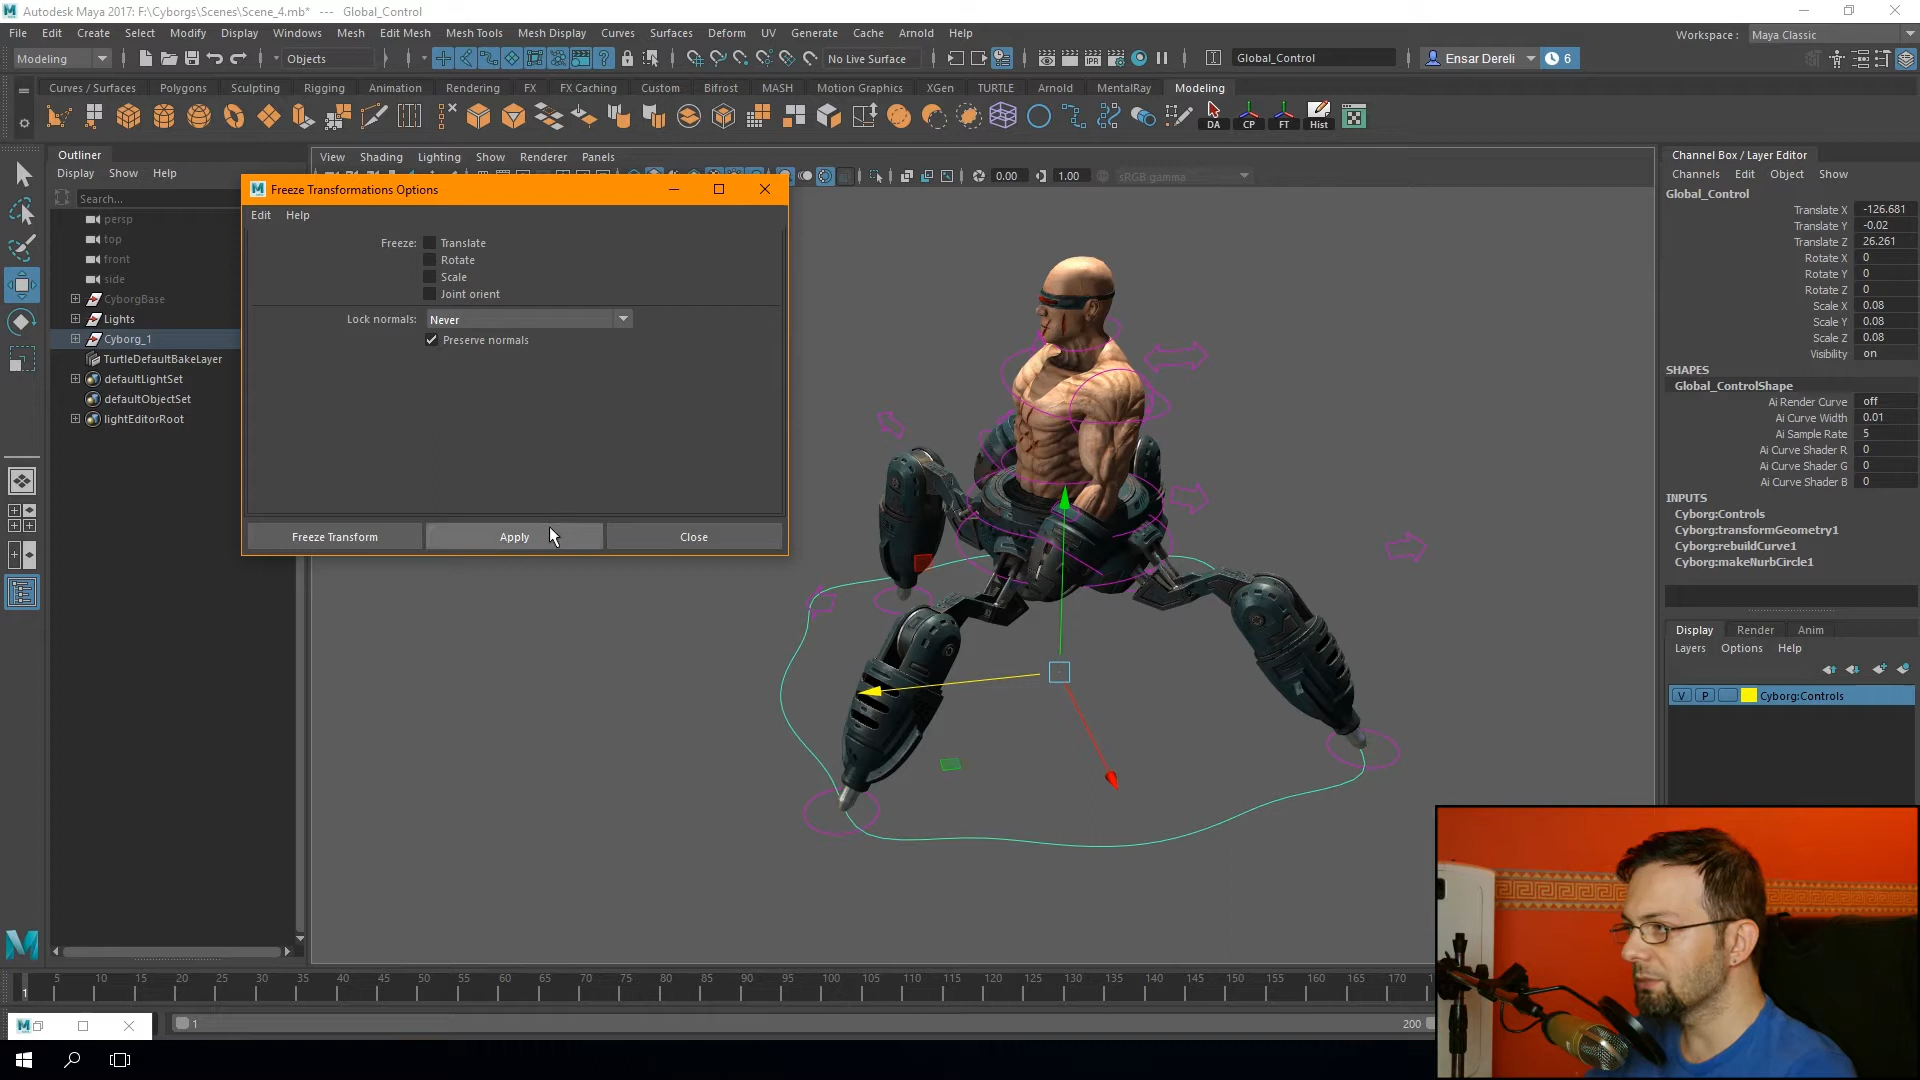 Autodesk Maya 2017: F:\Cyborgs\Scenes\Scene_4.mb* --- Global_Control
File Edit Create Select Modify Display Windows Mesh Edit Mesh Mesh Tools Mesh Display Curves Surfaces Deform UV Generate Cache Arnold Help
Workspace : Maya Classic
Modeling Objects No Live Surface Global_Control Ensar Dereli 6
Curves / Surfaces Polygons Sculpting Rigging Animation Rendering FX FX Caching Custom Bifrost MASH Motion Graphics XGen TURTLE Arnold MentalRay Modeling
DA CP FT Hist
Outliner
Display Show Help
Search...
persp
top
front
side
CyborgBase
Lights
Cyborg_1
TurtleDefaultBakeLayer
defaultLightSet
defaultObjectSet
lightEditorRoot
View Shading Lighting Show Renderer Panels
0.00 1.00 sRGB gamma
Freeze Transformations Options
Edit Help
Freeze: Translate
Rotate
Scale
Joint orient
Lock normals: Never
Preserve normals
Freeze Transform Apply Close
Channel Box / Layer Editor
Channels Edit Object Show
Global_Control
Translate X -126.681
Translate Y -0.02
Translate Z 26.261
Rotate X 0
Rotate Y 0
Rotate Z 0
Scale X 0.08
Scale Y 0.08
Scale Z 0.08
Visibility on
SHAPES
Global_ControlShape
Ai Render Curve off
Ai Curve Width 0.01
Ai Sample Rate 5
Ai Curve Shader R 0
Ai Curve Shader G 0
Ai Curve Shader B 0
INPUTS
Cyborg:Controls
Cyborg:transformGeometry1
Cyborg:rebuildCurve1
Cyborg:makeNurbCircle1
Display Render Anim
Layers Options Help
V P Cyborg:Controls
5 10 15 20 25 30 35 40 45 50 55 60 65 70 75 80 85 90 95 100 105 110 115 120 125 130 135 140 145 150 155 160 165 170
1
1 200